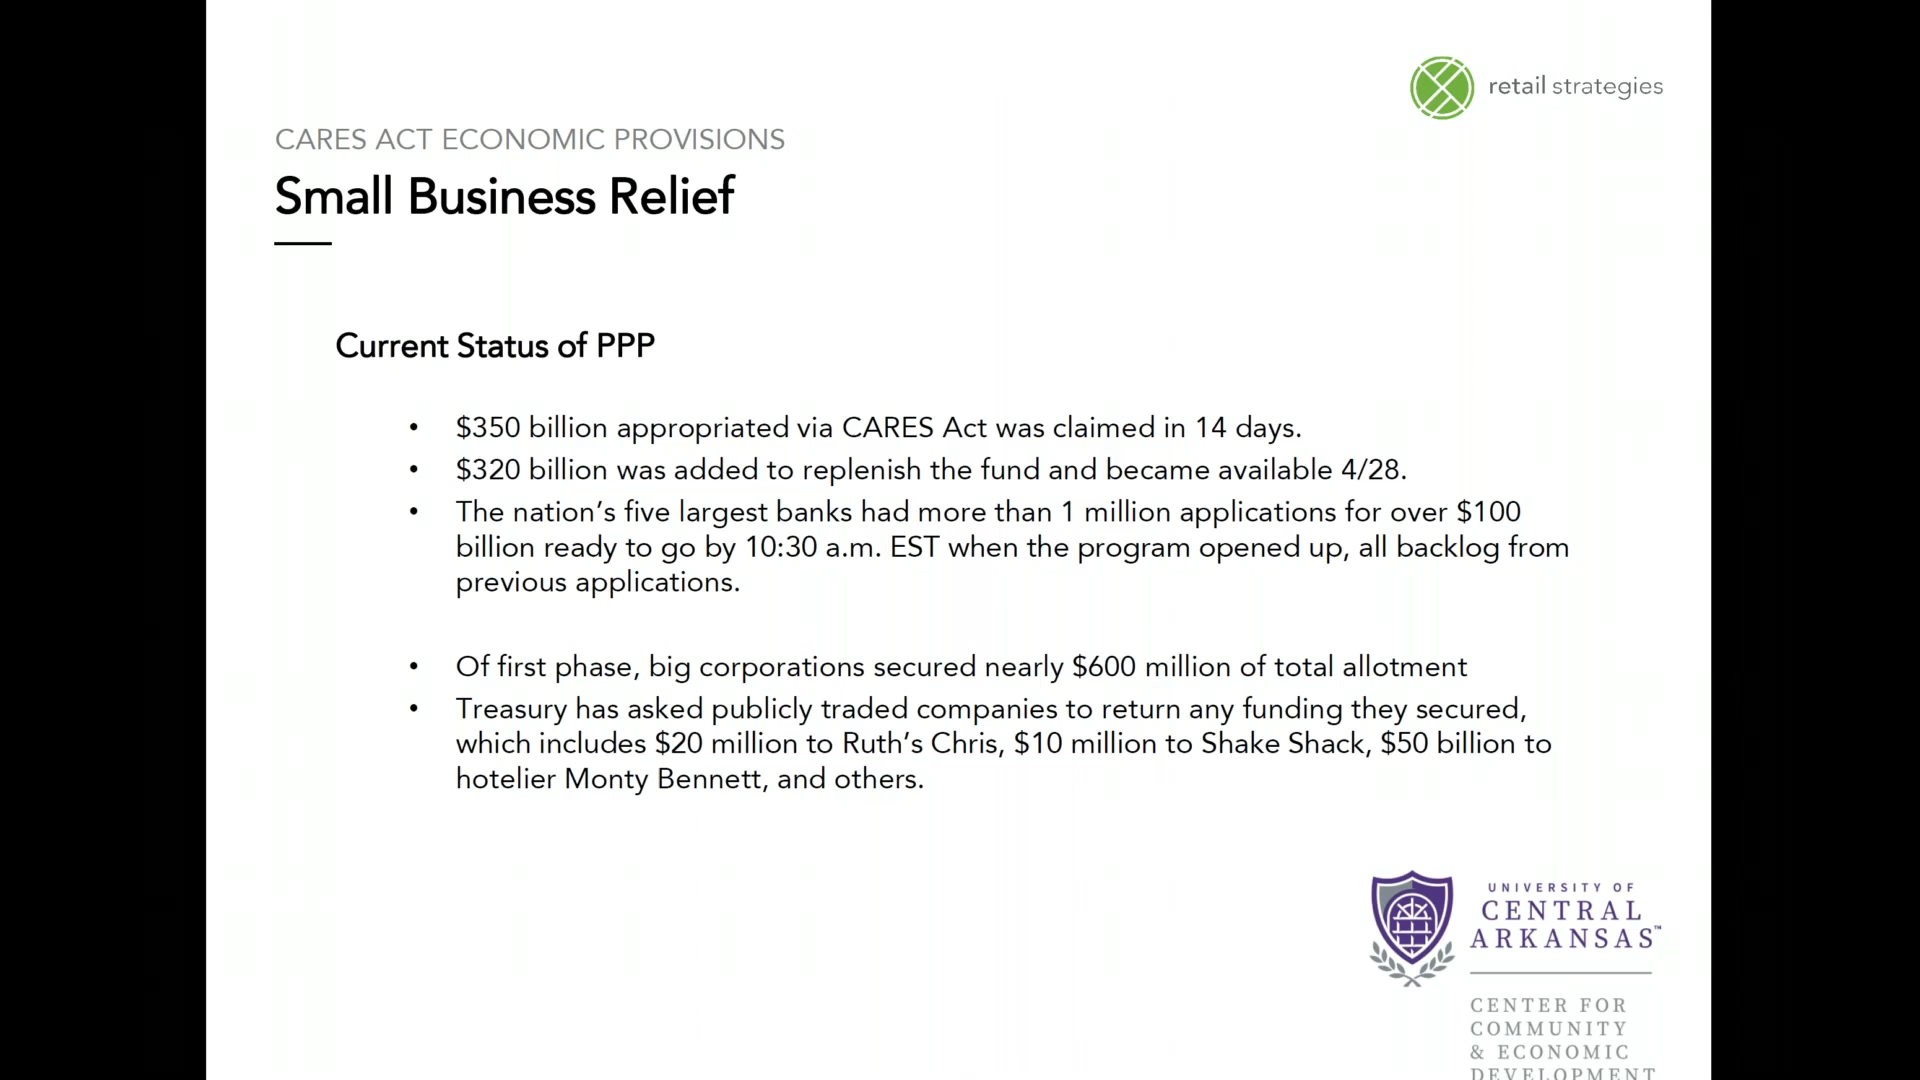 retail strategies
CARES ACT ECONOMIC PROVISIONS
Small Business Relief
Current Status of PPP
• $350 billion appropriated via CARES Act was claimed in 14 days.
• $320 billion was added to replenish the fund and became available 4/28.
• The nation’s five largest banks had more than 1 million applications for over $100
billion ready to go by 10:30 a.m. EST when the program opened up, all backlog from
previous applications.
• Of first phase, big corporations secured nearly $600 million of total allotment
• Treasury has asked publicly traded companies to return any funding they secured,
which includes $20 million to Ruth’s Chris, $10 million to Shake Shack, $50 billion to
hotelier Monty Bennett, and others.
UNIVERSITY OF
CENTRAL
ARKANSAS™
CENTER FOR
COMMUNITY
& ECONOMIC
DEVELOPMENT